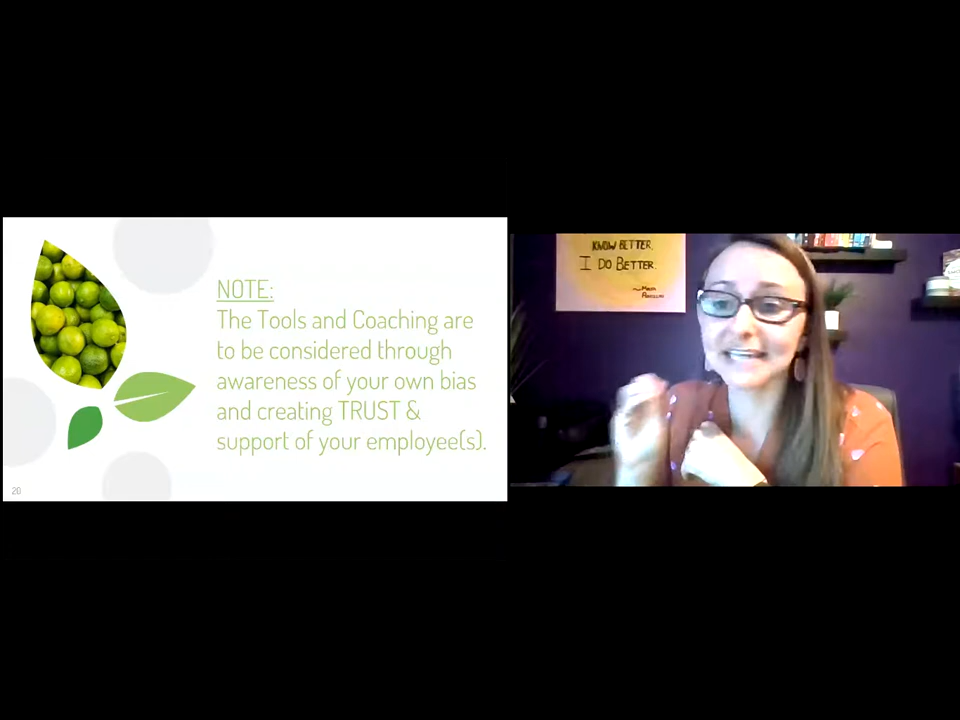 NOTE:
The Tools and Coaching are
to be considered through
awareness of your own bias
and creating TRUST &
support of your employee(s).
20
KNOW BETTER,
I DO BETTER.